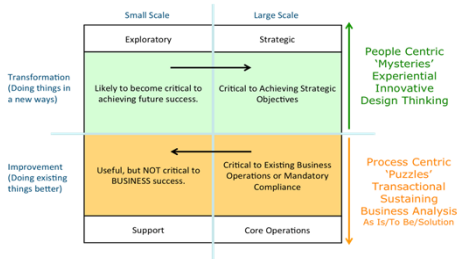 Small Scale
Large Scale
Exploratory
Strategic
Transformation
(Doing things in
a new ways)
Likely to become critical to
achieving future success.
Critical to Achieving Strategic
Objectives
People Centric
‘Mysteries’
Experiential
Innovative
Design Thinking
Improvement
(Doing existing
things better)
Useful, but NOT critical to
BUSINESS success.
Critical to Existing Business
Operations or Mandatory
Compliance
Process Centric
‘Puzzles’
Transactional
Sustaining
Business Analysis
As Is/To Be/Solution
Support
Core Operations